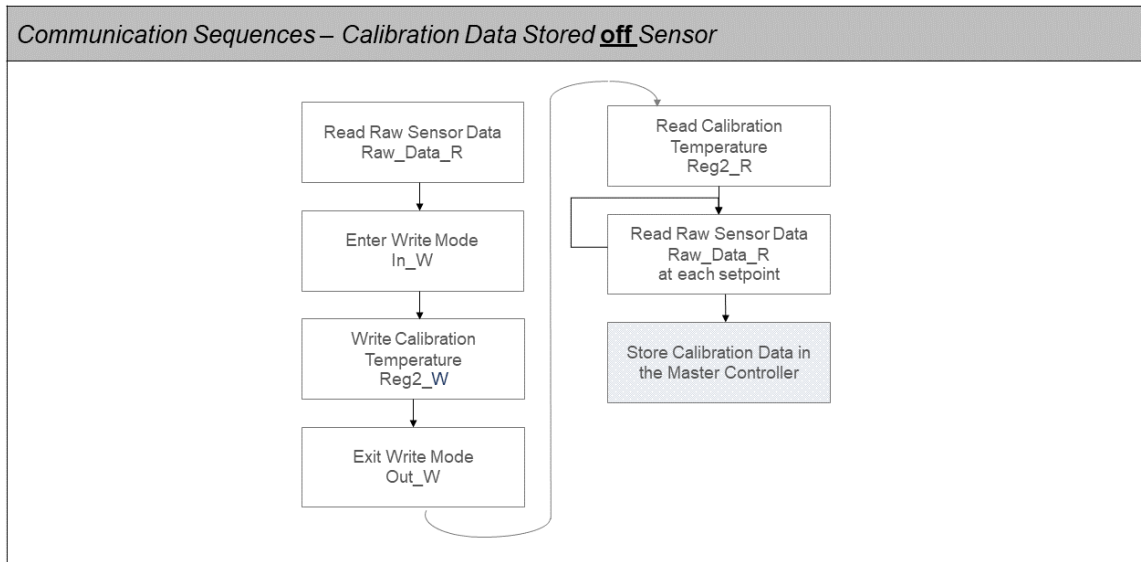 Communication Sequences – Calibration Data Stored off Sensor
Read Raw Sensor Data
Raw_Data_R
Enter Write Mode
In_W
Write Calibration
Temperature
Reg2_W
Exit Write Mode
Out_W
Read Calibration
Temperature
Reg2_R
Read Raw Sensor Data
Raw_Data_R
at each setpoint
Store Calibration Data in
the Master Controller